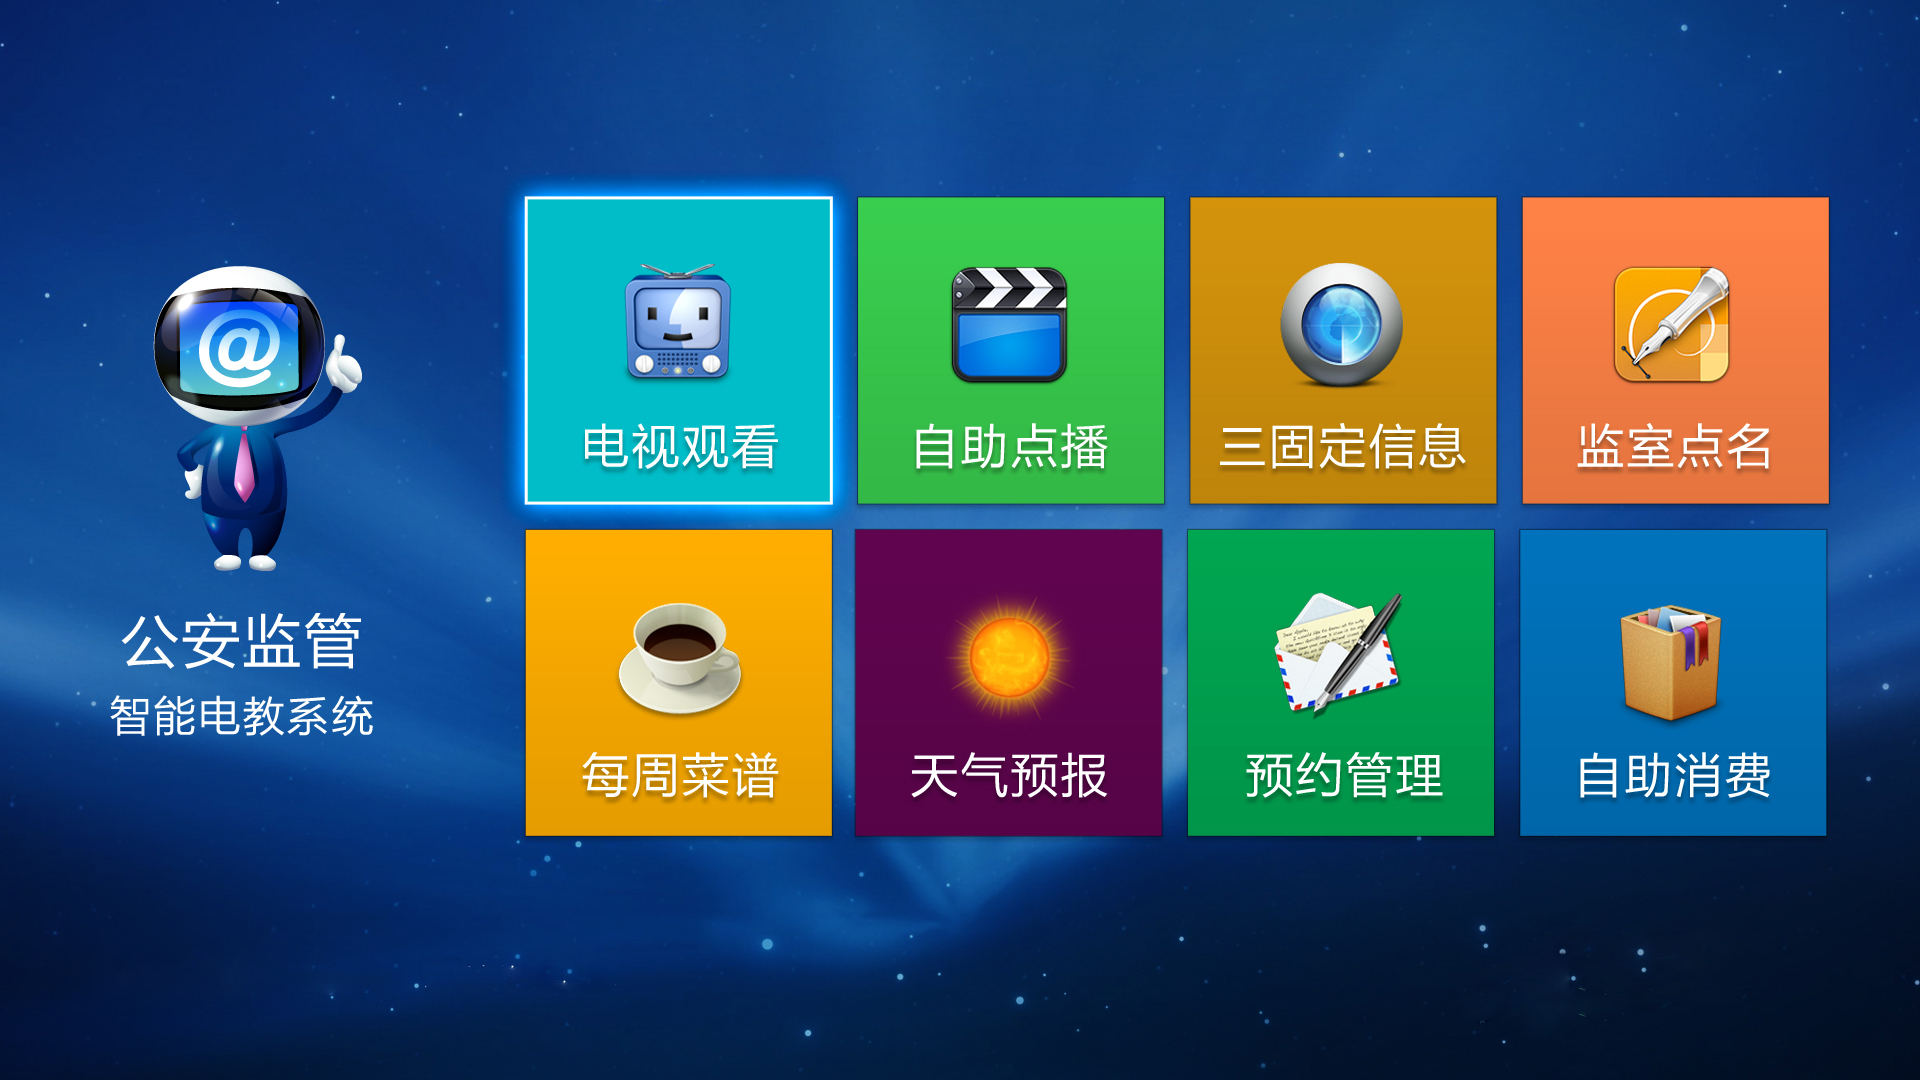 @
公安监管
智能电教系统
电视观看
自助点播
三固定信息
监室点名
每周菜谱
天气预报
预约管理
自助消费